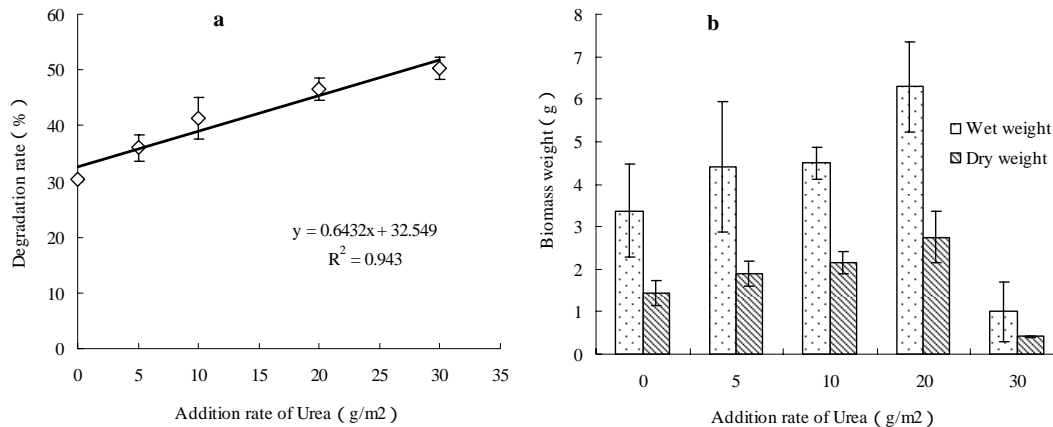 a
60
50
40
30
20
10
0
Degradation rate ( % )
y = 0.6432x + 32.549
R² = 0.943
0 5 10 15 20 25 30 35
Addition rate of Urea ( g/m2 )
b
8
7
6
5
4
3
2
1
0
Biomass weight ( g )
Wet weight
Dry weight
0 5 10 20 30
Addition rate of Urea ( g/m2 )